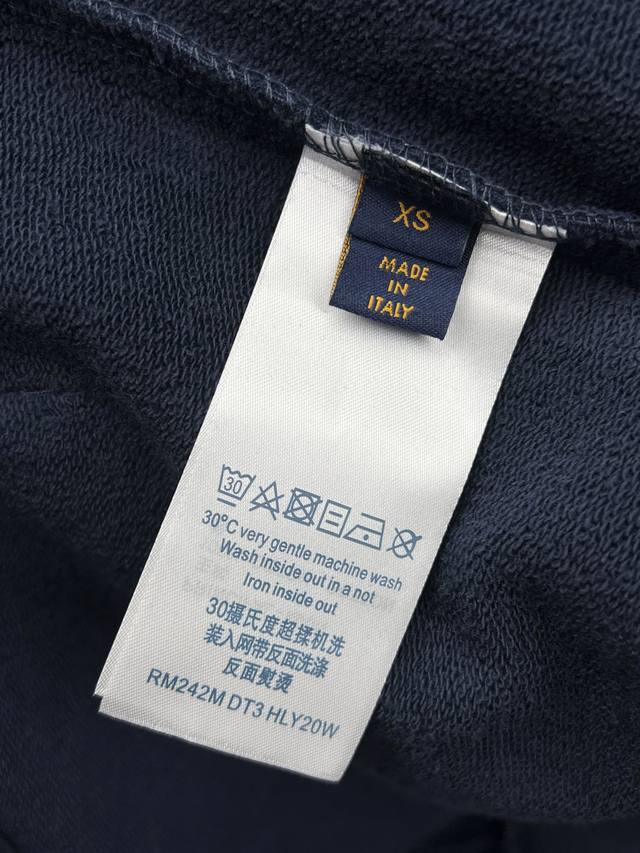 XS
MADE
IN
ITALY
30
30°C very gentle machine wash
Wash inside out in a not
Iron inside out
30摄氏度超揉机洗
装入网带反面洗涤
反面熨烫
RM242M DT3 HLY20W